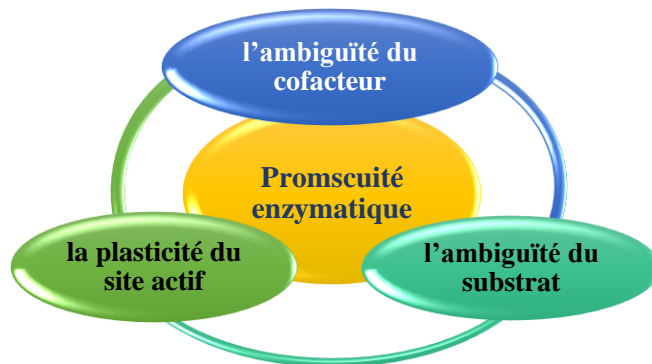 l'ambiguïté du
cofacteur
Promscuité
enzymatique
la plasticité du
site actif
l'ambiguïté du
substrat